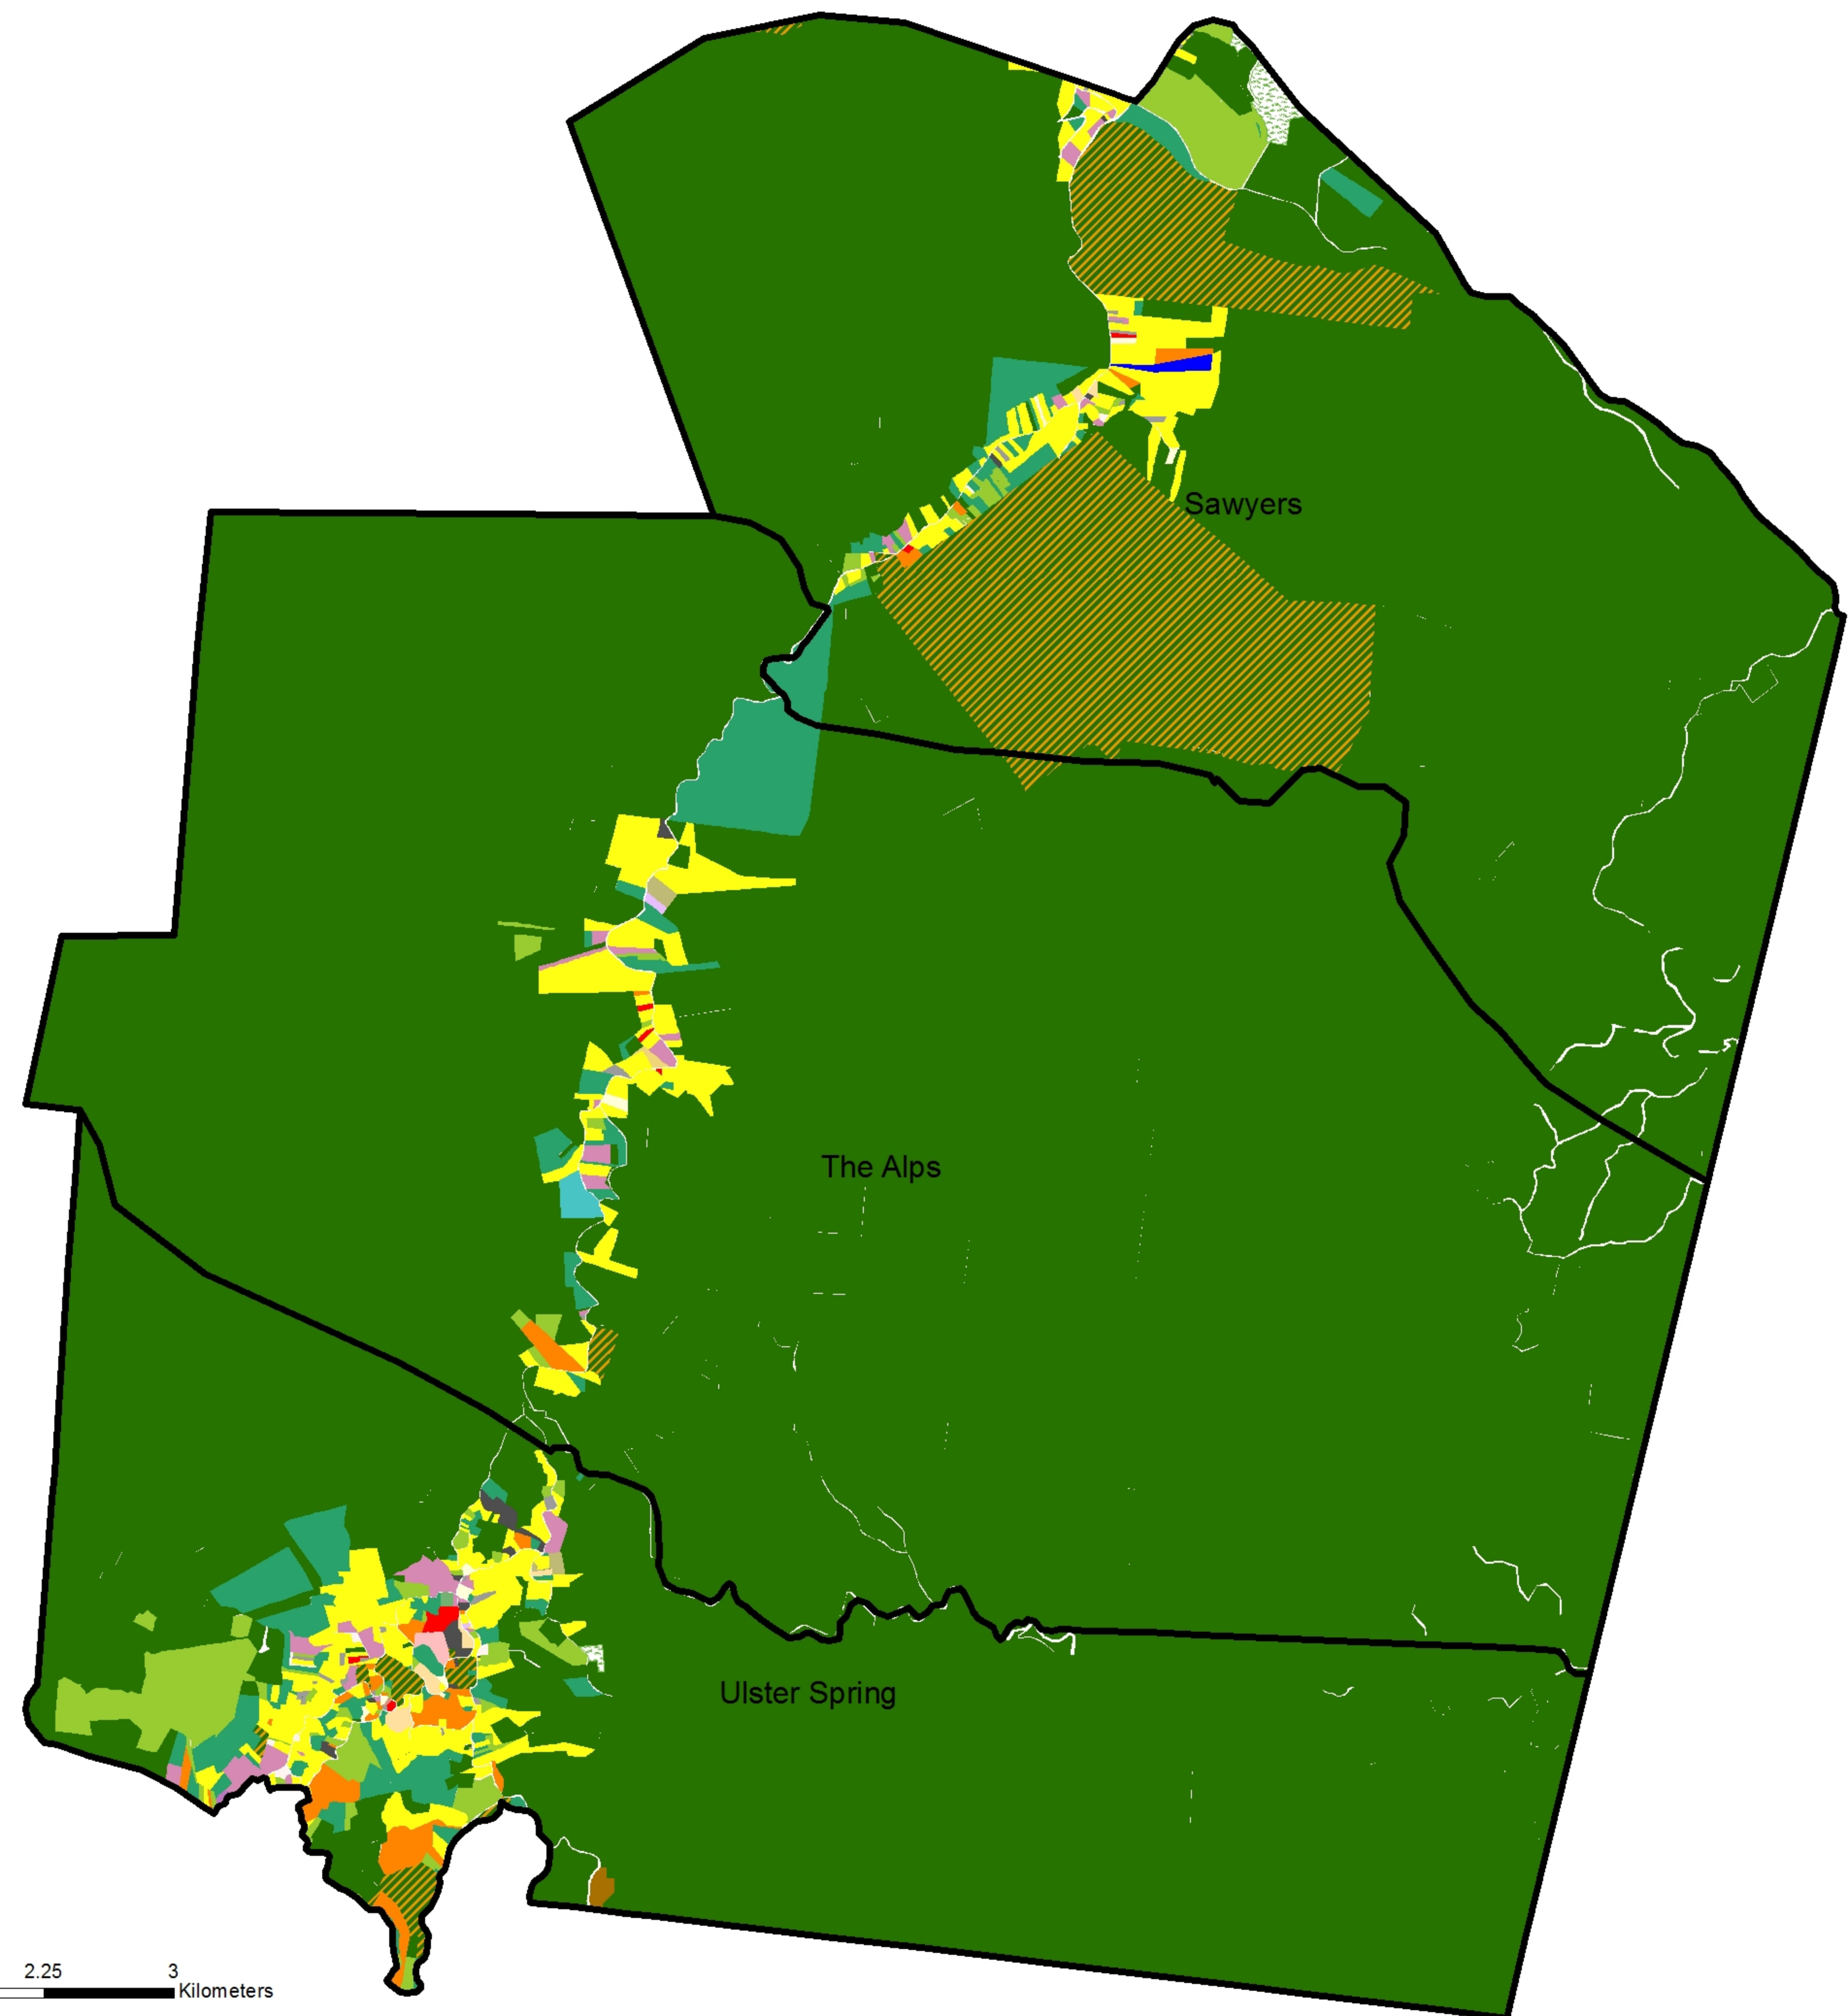 Sawyers
The Alps
Ulster Spring
2.25 3
Kilometers